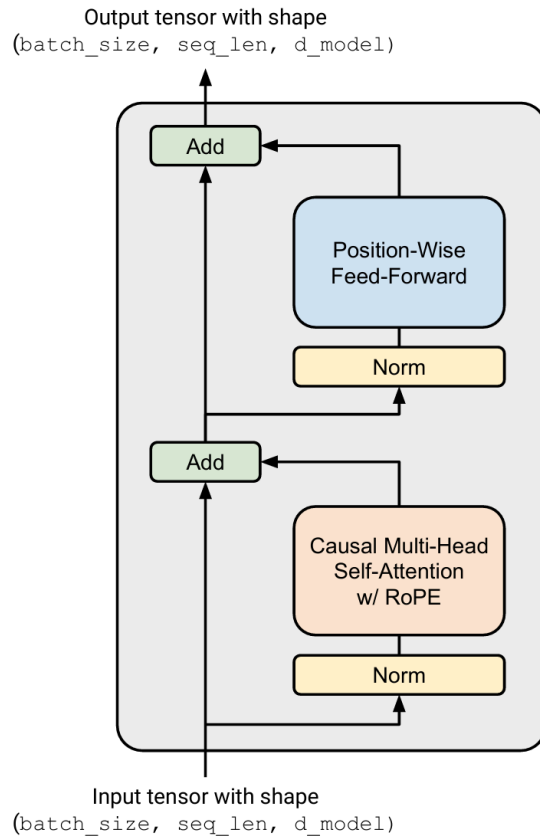 Output tensor with shape
(batch_size, seq_len, d_model)
Add
Position-Wise
Feed-Forward
Norm
Add
Causal Multi-Head
Self-Attention
w/ RoPE
Norm
Input tensor with shape
(batch_size, seq_len, d_model)